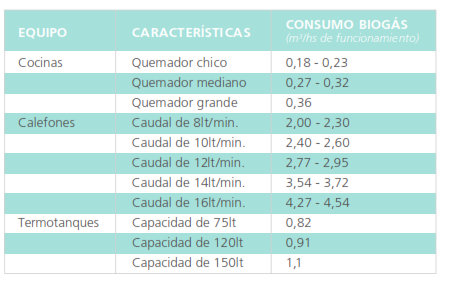 EQUIPO CARACTERÍSTICAS CONSUMO BIOGÁS
(m³/hs de funcionamiento)
Cocinas Quemador chico 0,18 - 0,23
Quemador mediano 0,27 - 0,32
Quemador grande 0,36
Calefones Caudal de 8lt/min. 2,00 - 2,30
Caudal de 10lt/min. 2,40 - 2,60
Caudal de 12lt/min. 2,77 - 2,95
Caudal de 14lt/min. 3,54 - 3,72
Caudal de 16lt/min. 4,27 - 4,54
Termotanques Capacidad de 75lt 0,82
Capacidad de 120lt 0,91
Capacidad de 150lt 1,1